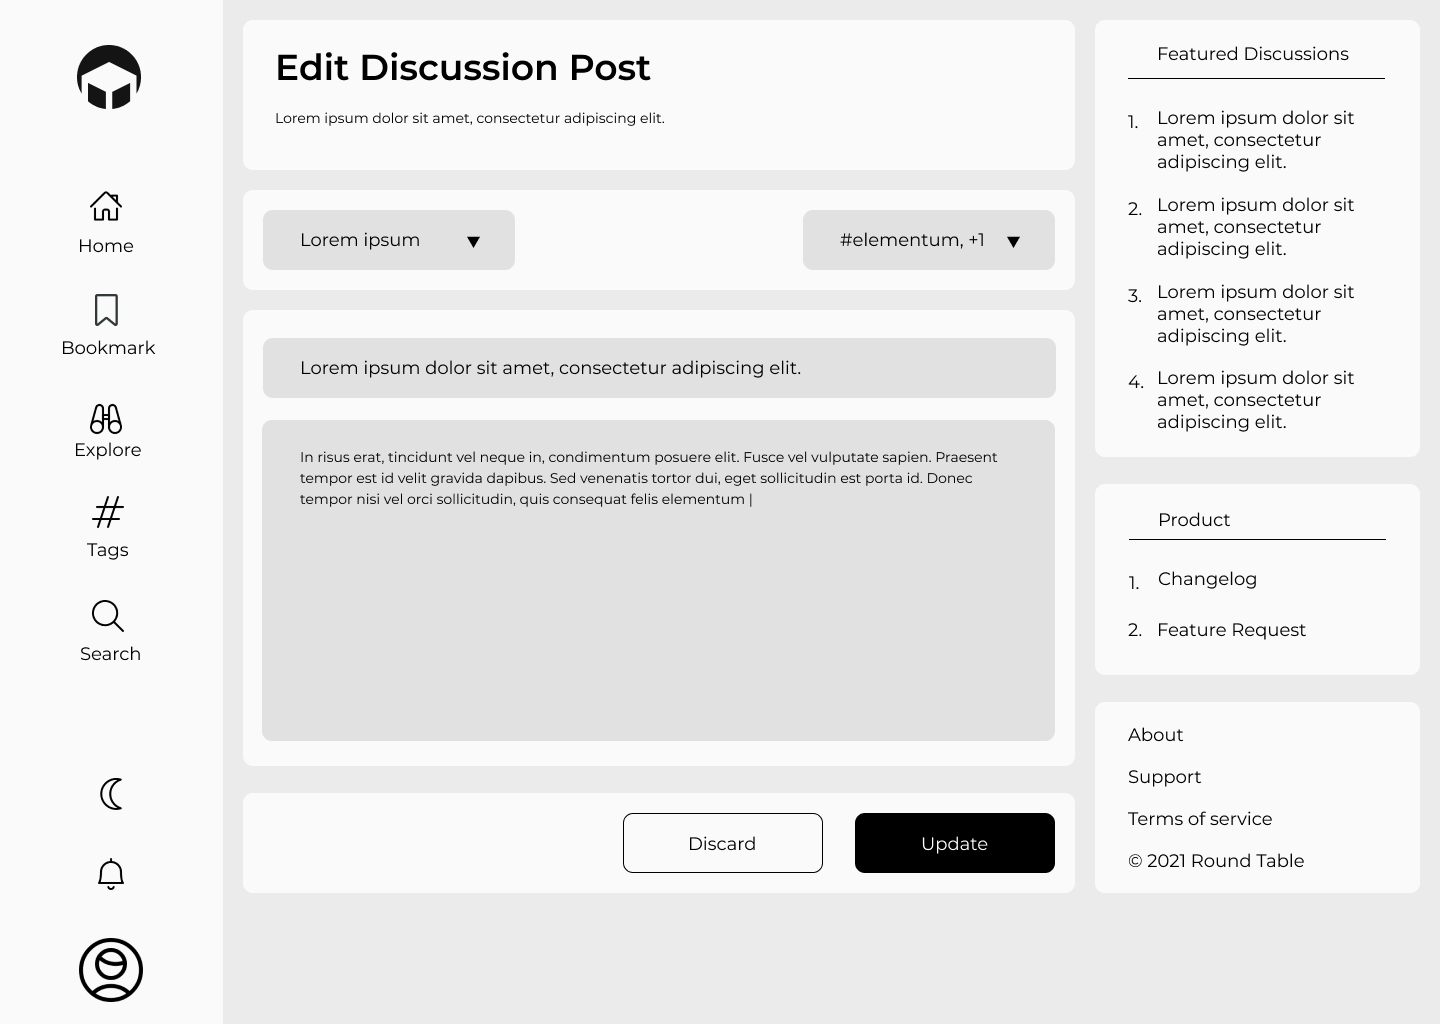 Home
Bookmark
Explore
Tags
Search
Edit Discussion Post
Lorem ipsum dolor sit amet, consectetur adipiscing elit.
Lorem ipsum
#elementum, +1
Lorem ipsum dolor sit amet, consectetur adipiscing elit.
In risus erat, tincidunt vel neque in, condimentum posuere elit. Fusce vel vulputate sapien. Praesent
tempor est id velit gravida dapibus. Sed venenatis tortor dui, eget sollicitudin est porta id. Donec
tempor nisi vel orci sollicitudin, quis consequat felis elementum |
Discard
Update
Featured Discussions
1. Lorem ipsum dolor sit
amet, consectetur
adipiscing elit.
2. Lorem ipsum dolor sit
amet, consectetur
adipiscing elit.
3. Lorem ipsum dolor sit
amet, consectetur
adipiscing elit.
4. Lorem ipsum dolor sit
amet, consectetur
adipiscing elit.
Product
1. Changelog
2. Feature Request
About
Support
Terms of service
© 2021 Round Table